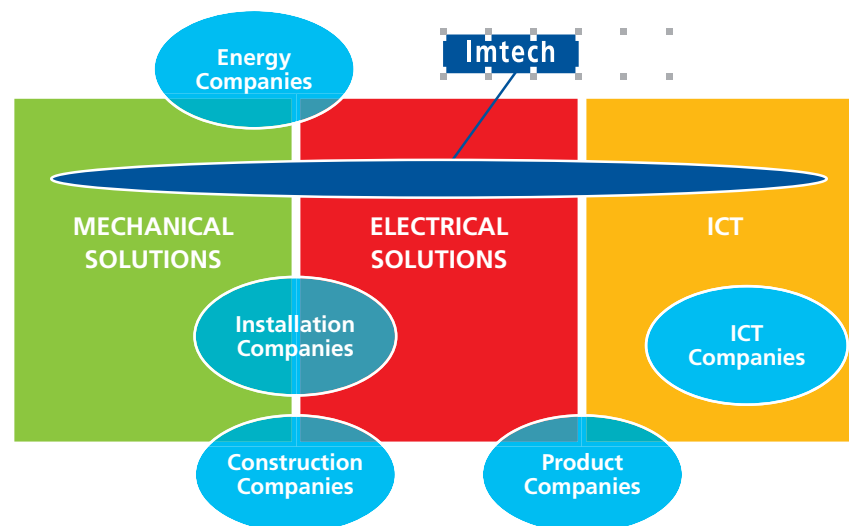 Energy
Companies
Imtech
MECHANICAL
SOLUTIONS
ELECTRICAL
SOLUTIONS
ICT
Installation
Companies
ICT
Companies
Construction
Companies
Product
Companies